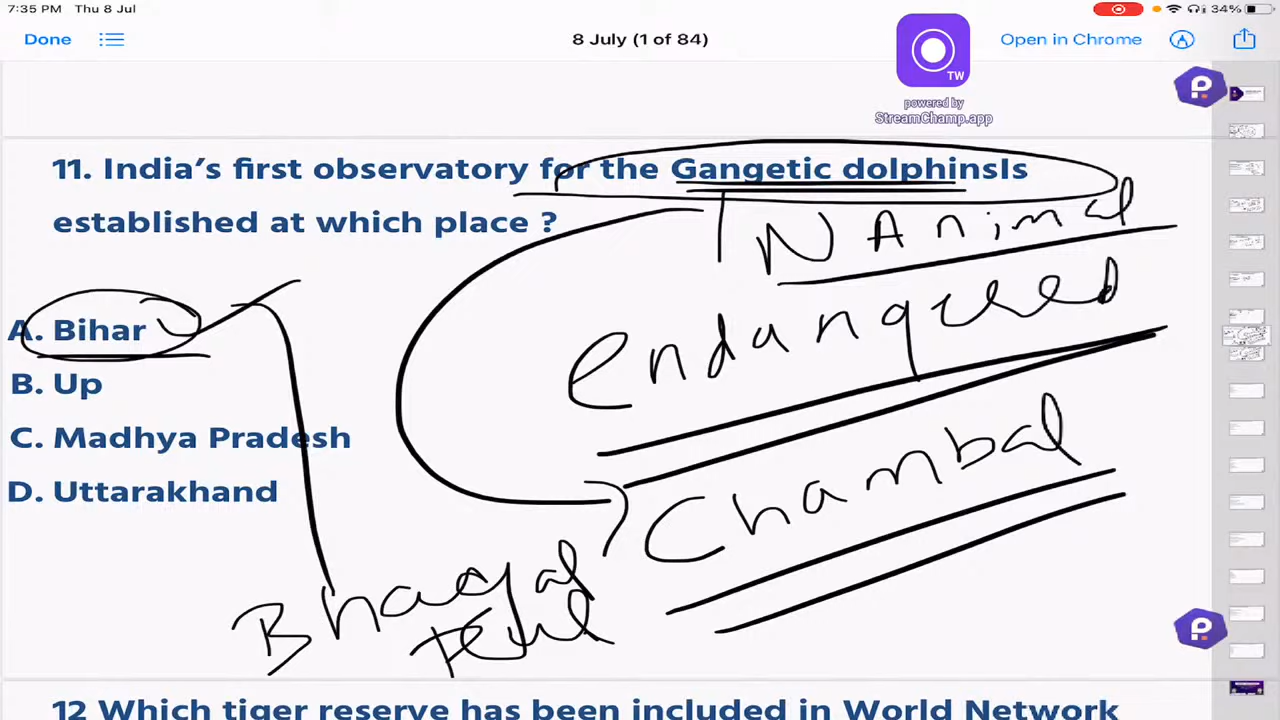 7:35 PM Thu 8 Jul
34%
Done
8 July (1 of 84)
Open in Chrome
TW
powered by
StreamChamp.app
11. India's first observatory for the Gangetic dolphinsIs
established at which place ?
N Animal
endangered
A. Bihar
B. Up
C. Madhya Pradesh
Chambal
D. Uttarakhand
12 Which tiger reserve has been included in World Network